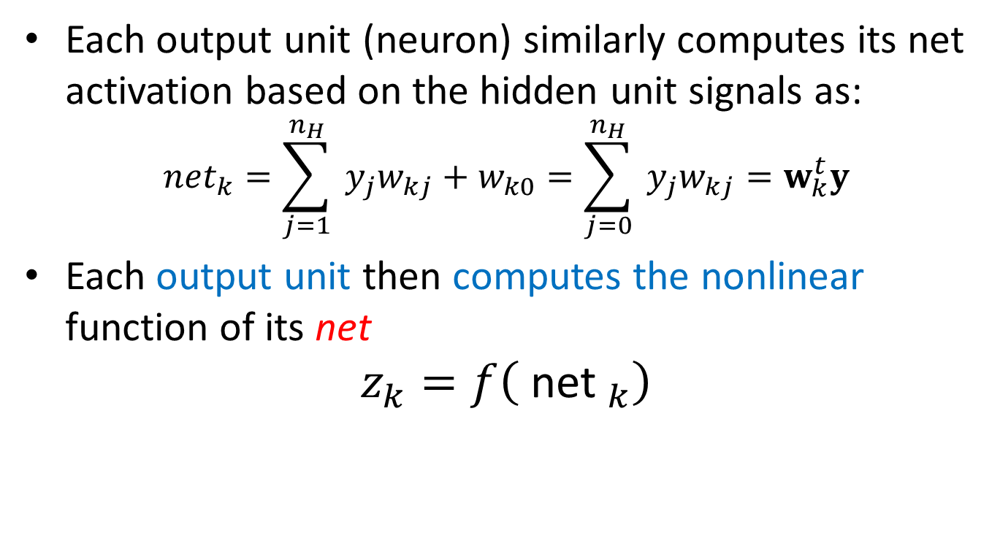 • Each output unit (neuron) similarly computes its net
activation based on the hidden unit signals as:
$net_k = \sum_{j=1}^{n_H} y_j w_{kj} + w_{k0} = \sum_{j=0}^{n_H} y_j w_{kj} = \mathbf{w}_k^t \mathbf{y}$
• Each output unit then computes the nonlinear
function of its net
$z_k = f(\text{ net }_k)$